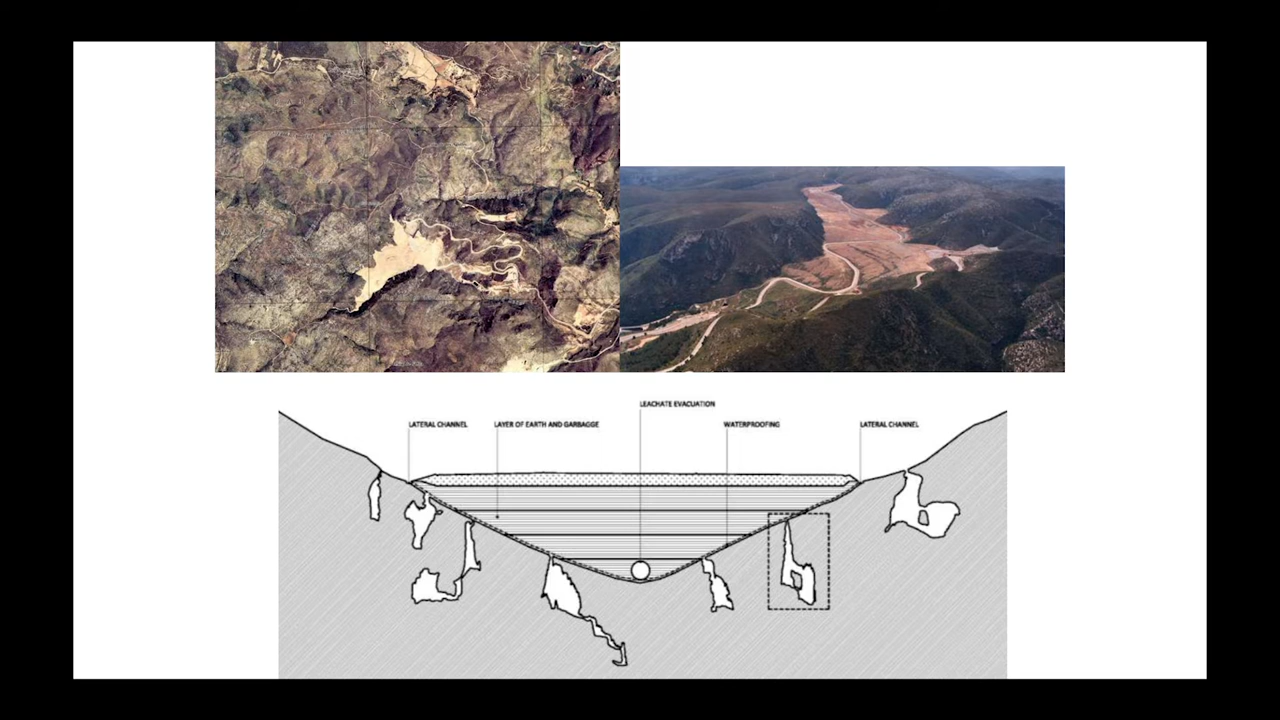 LEACHATE EVACUATION
LATERAL CHANNEL
LAYER OF EARTH AND GARBAGGE
WATERPROOFING
LATERAL CHANNEL